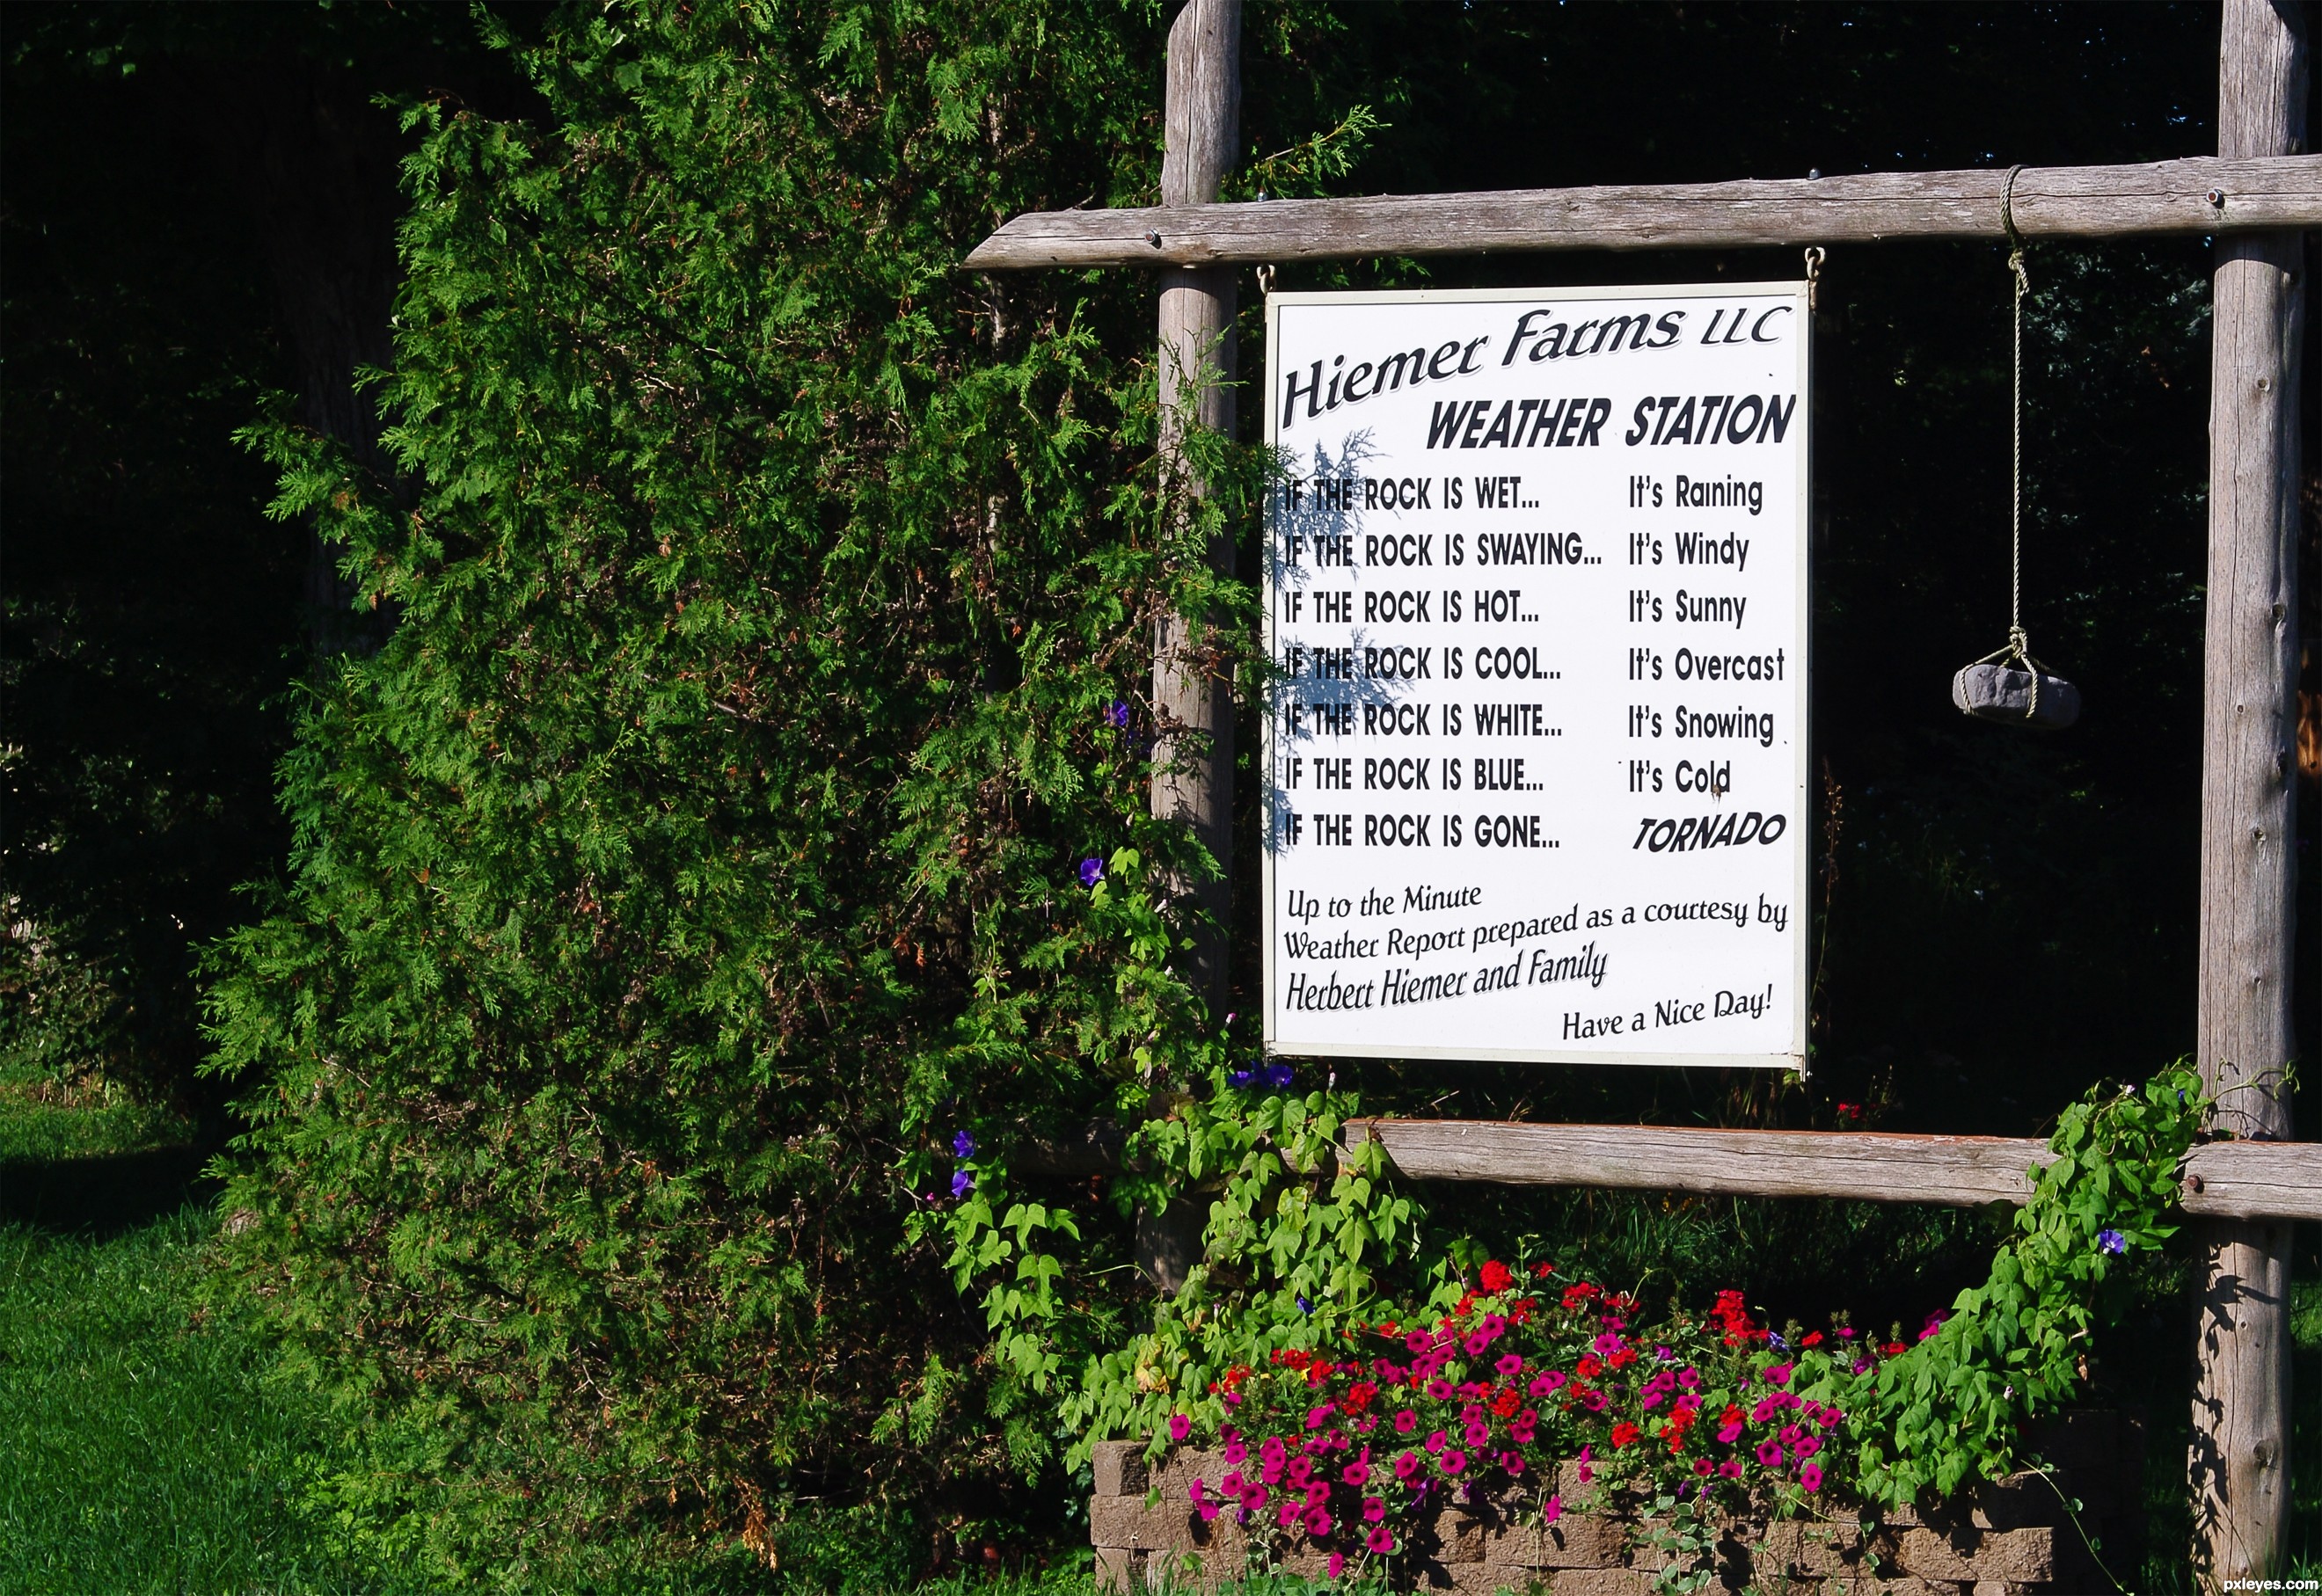 Hiemer Farms LLC
WEATHER STATION
IF THE ROCK IS WET... It's Raining
IF THE ROCK IS SWAYING... It's Windy
IF THE ROCK IS HOT... It's Sunny
IF THE ROCK IS COOL... It's Overcast
IF THE ROCK IS WHITE... It's Snowing
IF THE ROCK IS BLUE... It's Cold
IF THE ROCK IS GONE... TORNADO
Up to the Minute
Weather Report prepared as a courtesy by
Herbert Hiemer and Family
Have a Nice Day!
pxleyes.com